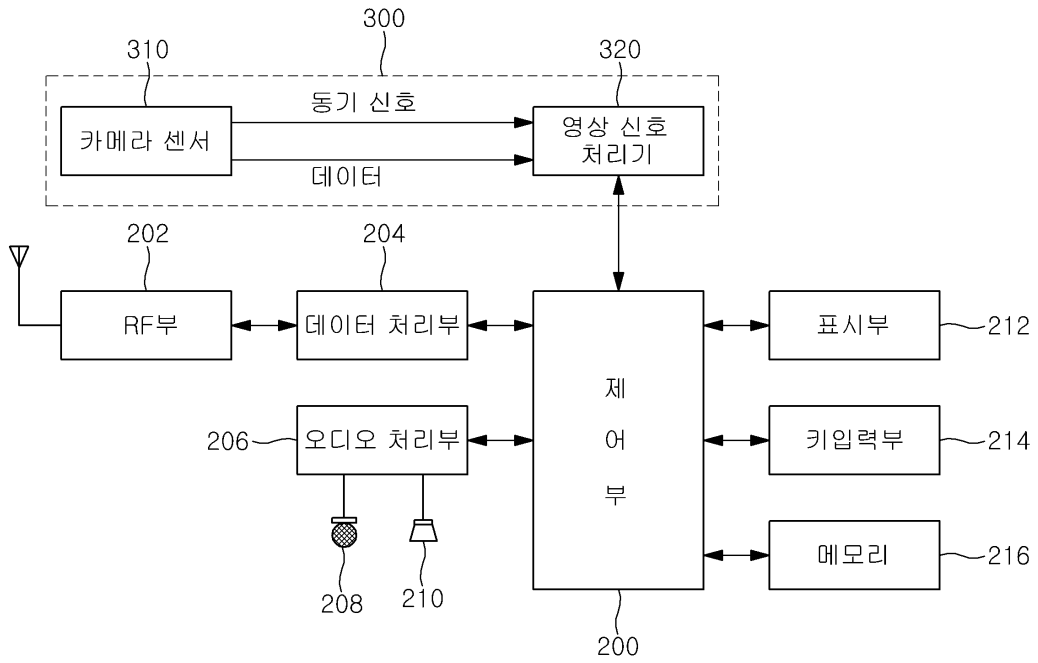 300
310
320
동기 신호
카메라 센서
영상 신호
처리기
데이터
202
204
RF부
데이터 처리부
표시부
212
제
어
부
206
오디오 처리부
키입력부
214
208
210
메모리
216
200